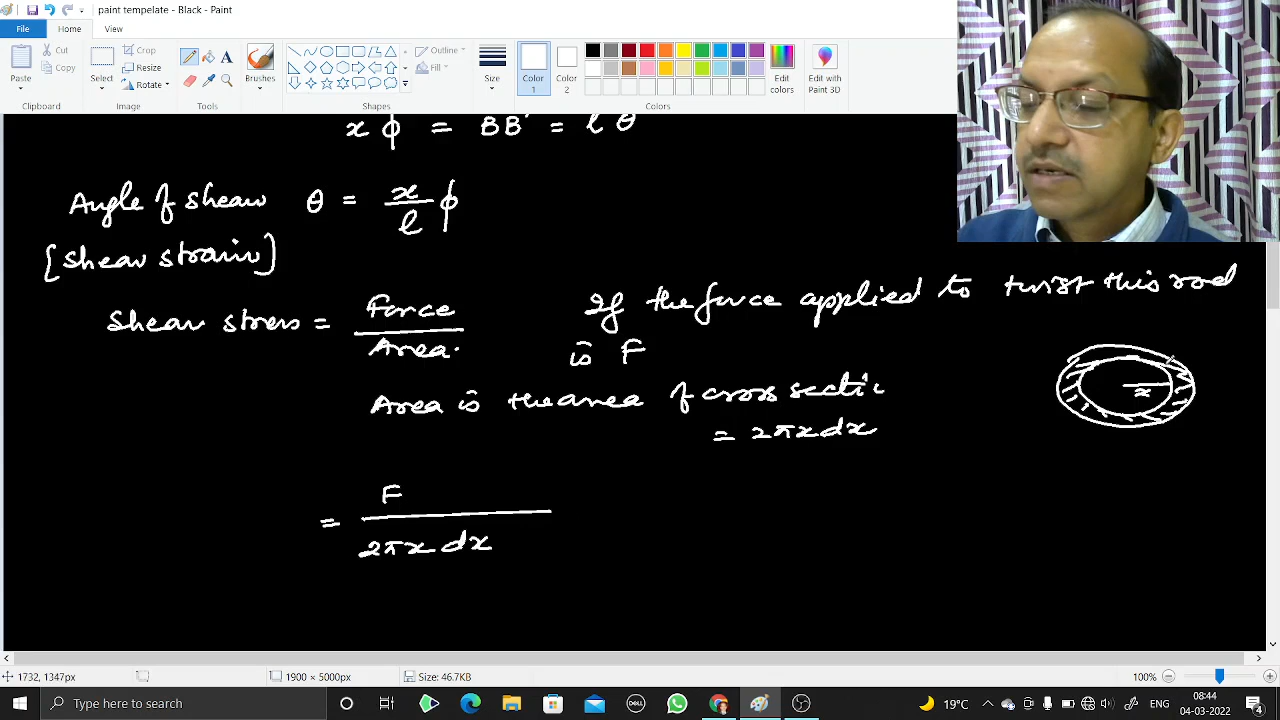 paint template - Black - Paint
File Home View
Paste Cut Copy Clipboard
Select Crop Resize Rotate Image
Tools
Brushes
Shapes Outline Fill
Size
Color 1 Color 2 Edit colors Edit with Paint 3D Colors
x φ = BB' = l θ
Angle of shear θ = x/l φ
[Shear strain]
Shear stress = Force/Area. If the force applied to twist this rod
is F
Area is the area of cross sectio
= 2πx dx
x
= F/2πx dx
1732, 1347px 1900 × 5000px Size: 46.7KB 100%
Type here to search DELL 19°C ENG 08:44
04-03-2022